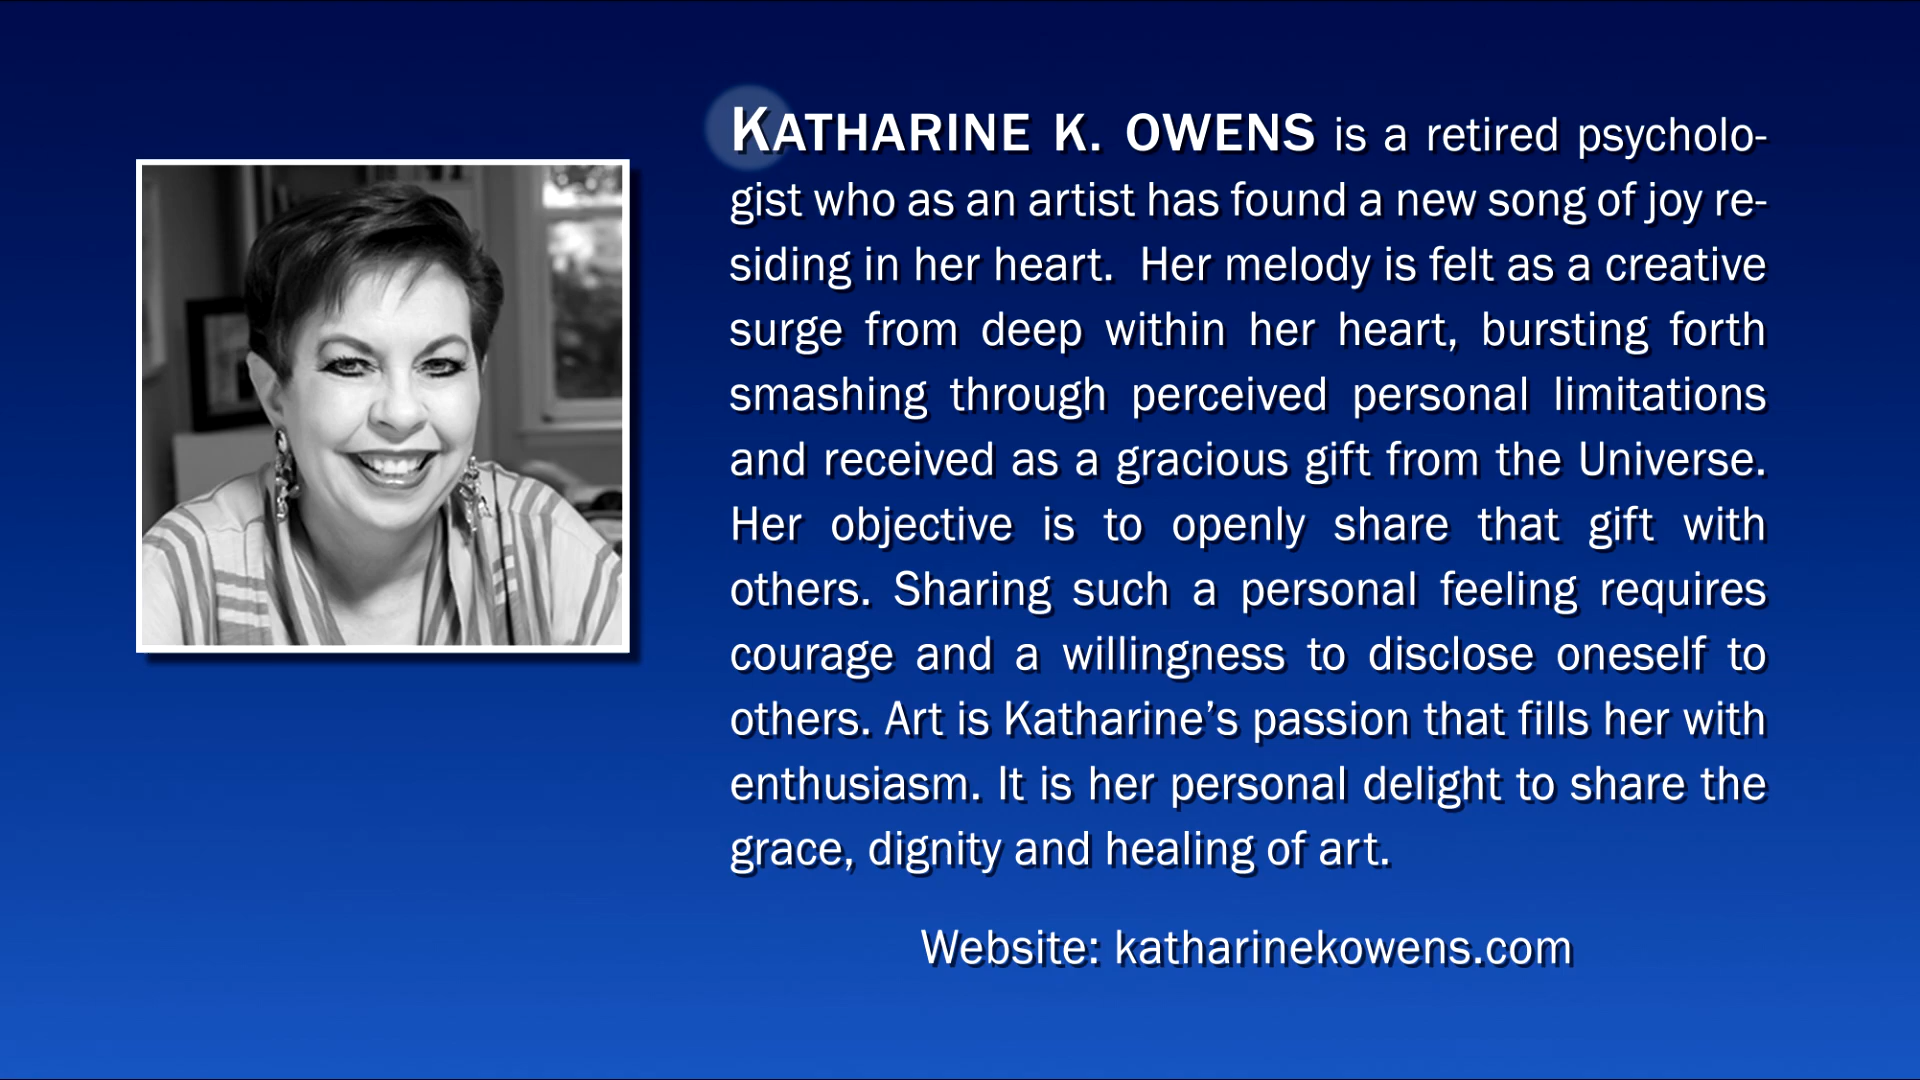 KATHARINE K. OWENS is a retired psycholo-
gist who as an artist has found a new song of joy re-
siding in her heart.  Her melody is felt as a creative
surge from deep within her heart, bursting forth
smashing through perceived personal limitations
and received as a gracious gift from the Universe.
Her objective is to openly share that gift with
others. Sharing such a personal feeling requires
courage and a willingness to disclose oneself to
others. Art is Katharine’s passion that fills her with
enthusiasm. It is her personal delight to share the
grace, dignity and healing of art.
Website: katharinekowens.com